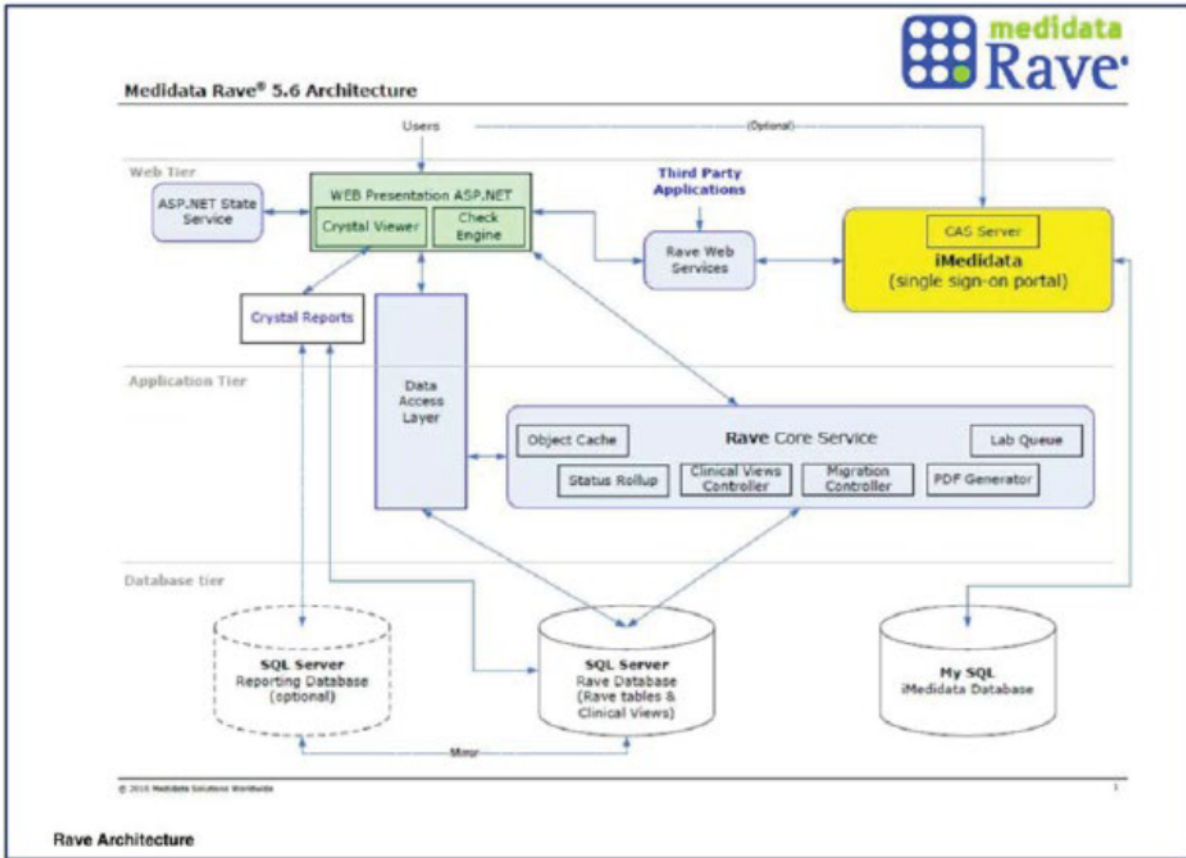 medidata
Rave
Medidata Rave® 5.6 Architecture
Users
(Optional)
Web Tier
Third Party
Applications
WEB Presentation ASP.NET
ASP.NET State
Service
Crystal Viewer
Check
Engine
CAS Server
iMedidata
(single sign-on portal)
Rave Web
Services
Crystal Reports
Application Tier
Data
Access
Layer
Rave Core Service
Object Cache
Lab Queue
Status Rollup
Clinical Views
Controller
Migration
Controller
PDF Generator
Database tier
SQL Server
Reporting Database
(optional)
SQL Server
Rave Database
(Rave tables &
Clinical Views)
My SQL
iMedidata Database
Mirror
Medidata Solutions Worldwide
1
Rave Architecture